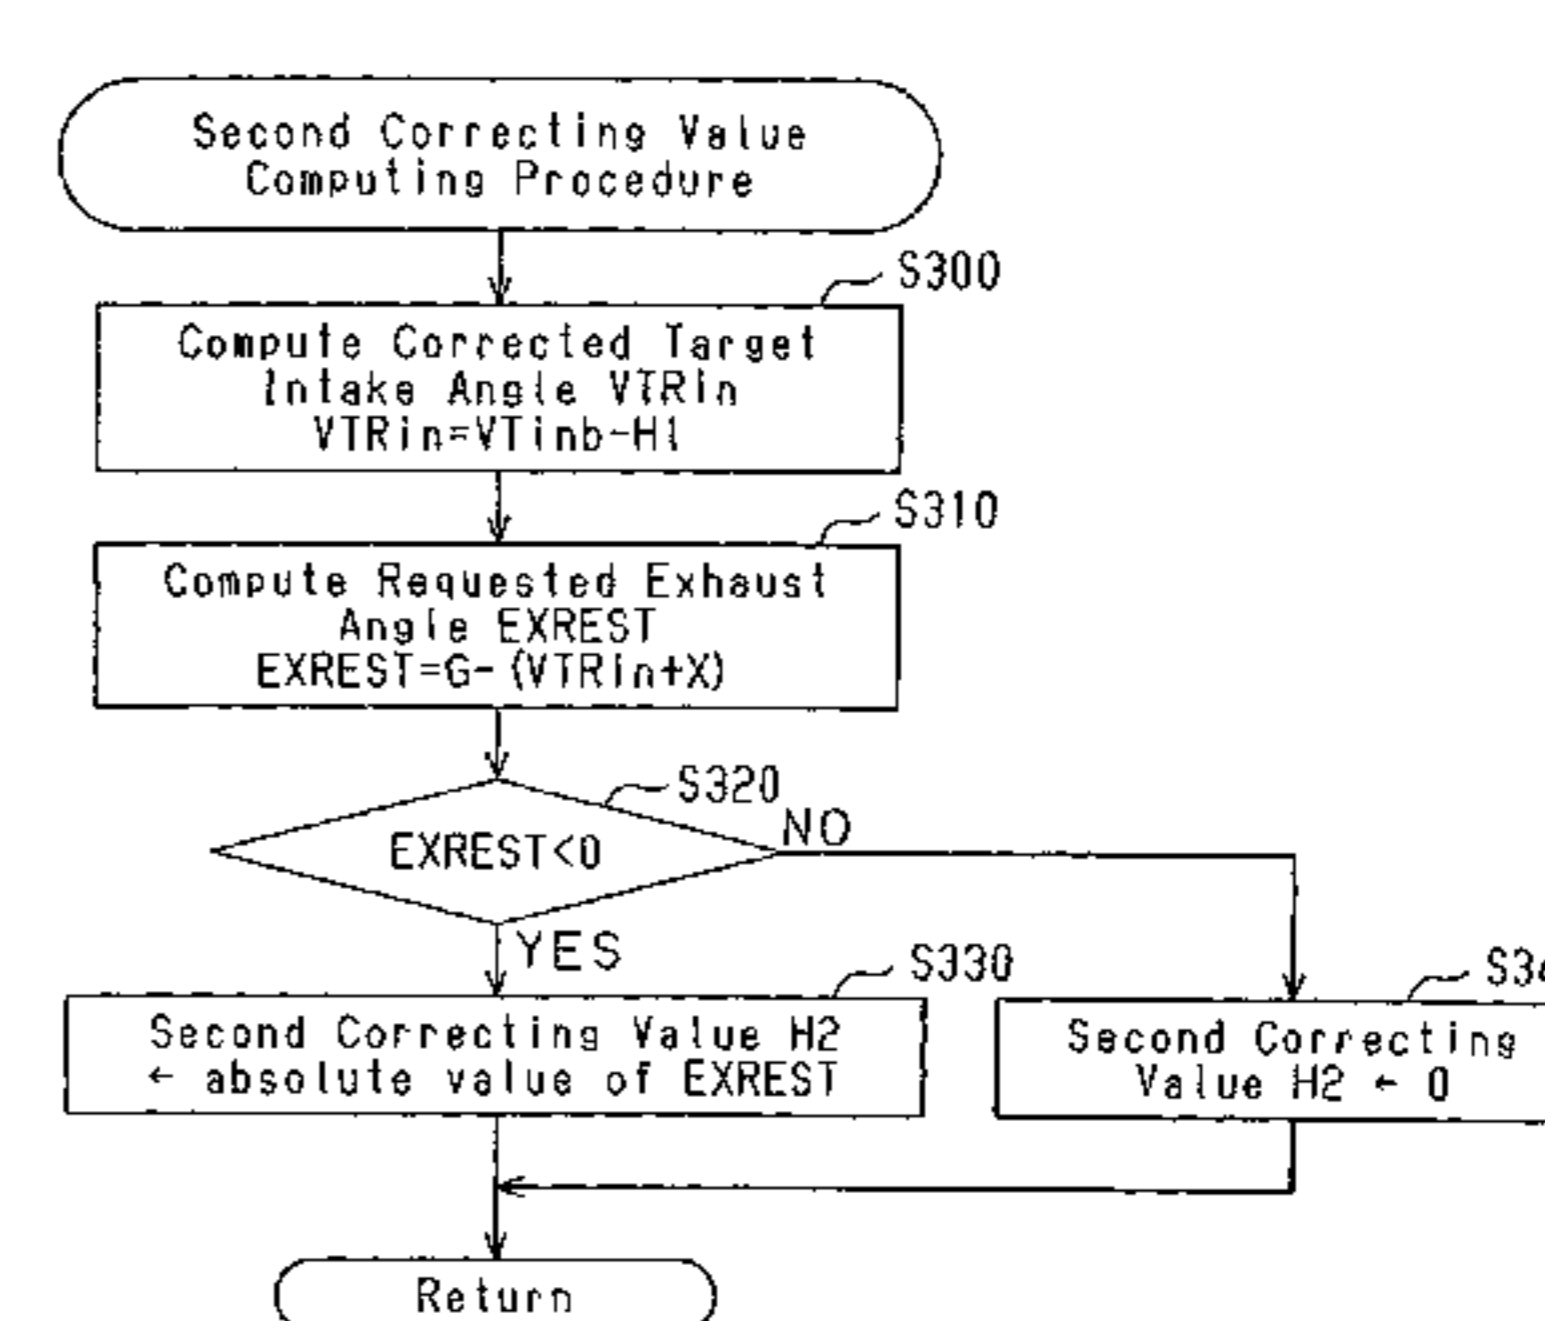 Second Correcting Value
Computing Procedure
S300
Compute Corrected Target
Intake Angle VTRin
VTRin=VTinb-H1
S310
Compute Requested Exhaust
Angle EXREST
EXREST=G-(VTRin+X)
S320
EXREST<0
NO
YES
S330
Second Correcting Value H2
← absolute value of EXREST
Second Correcting
Value H2 ← 0
Return